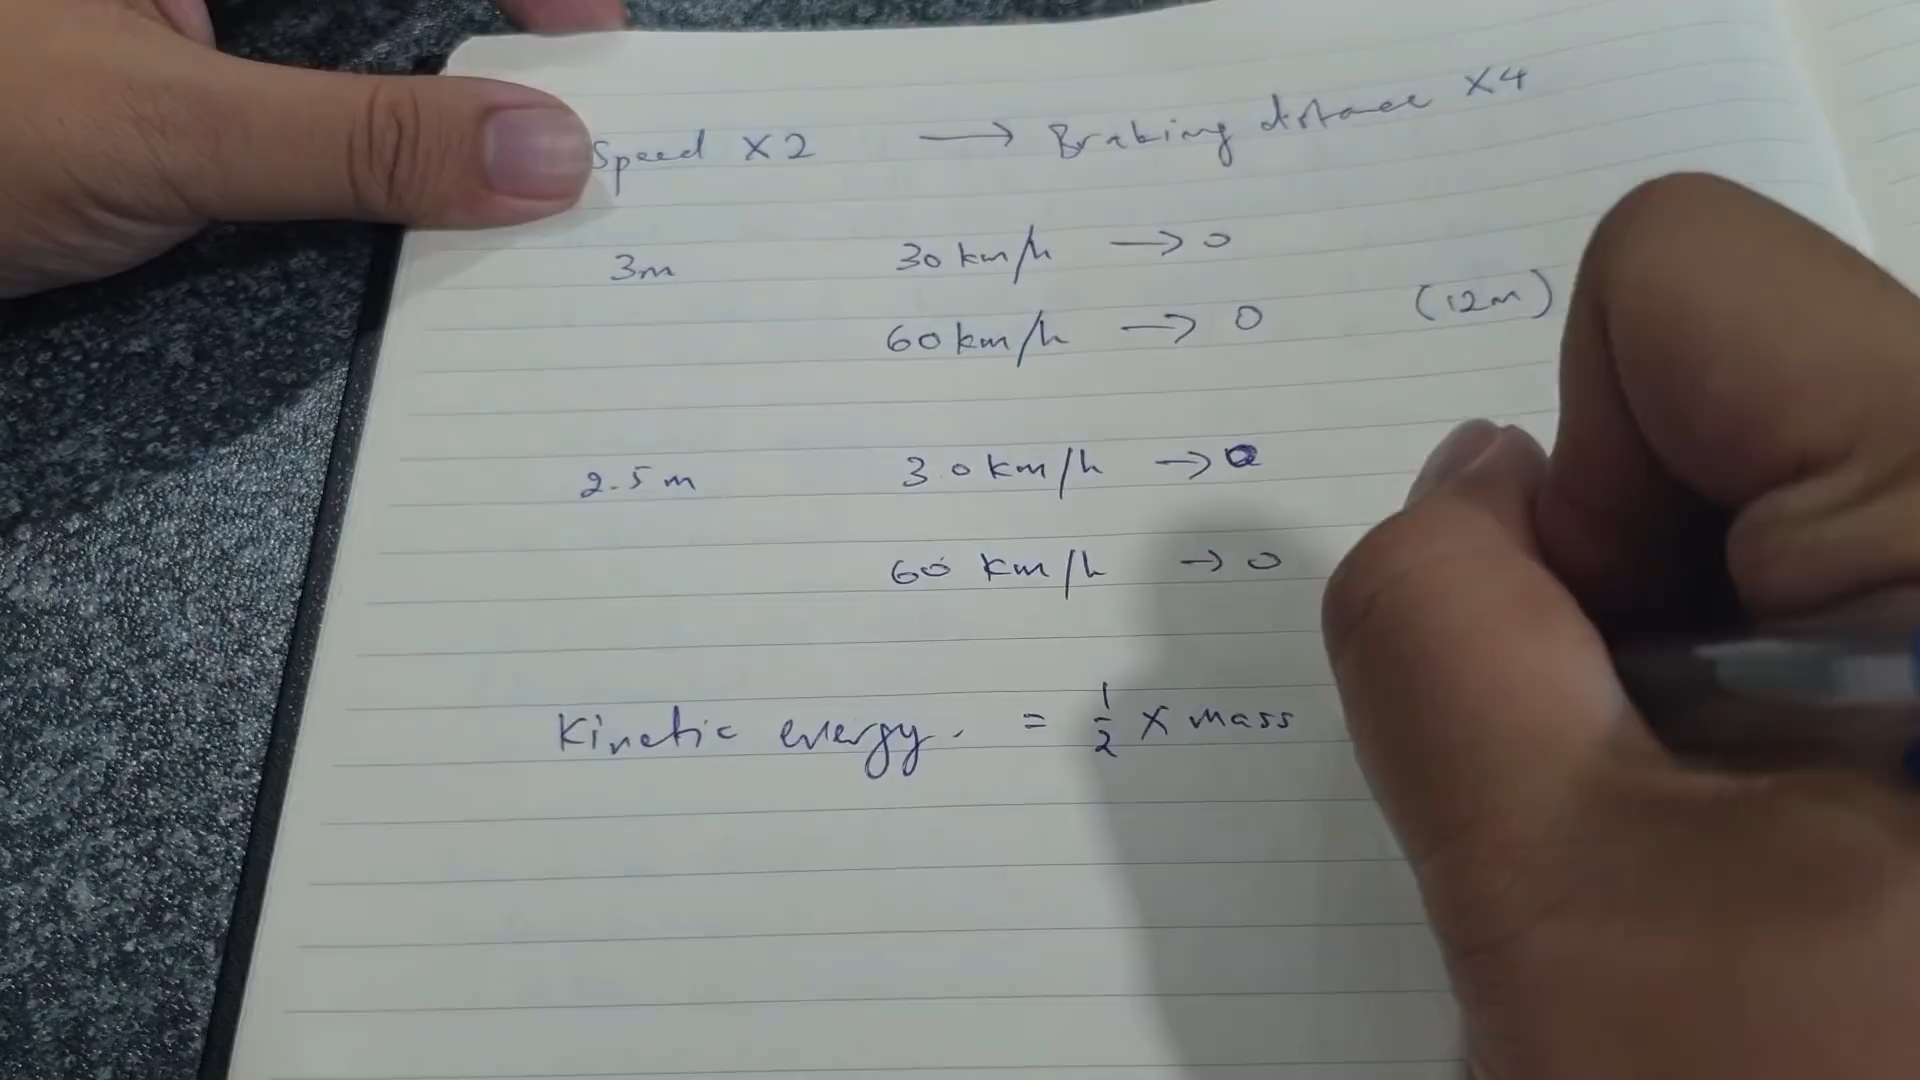 Speed X2 → Braking distance X4
3m 30 km/h → 0
60 km/h → 0 (12m)
2.5 m 30 km/h → 0
60 km/h → 0
Kinetic energy. = 1/2 X mass